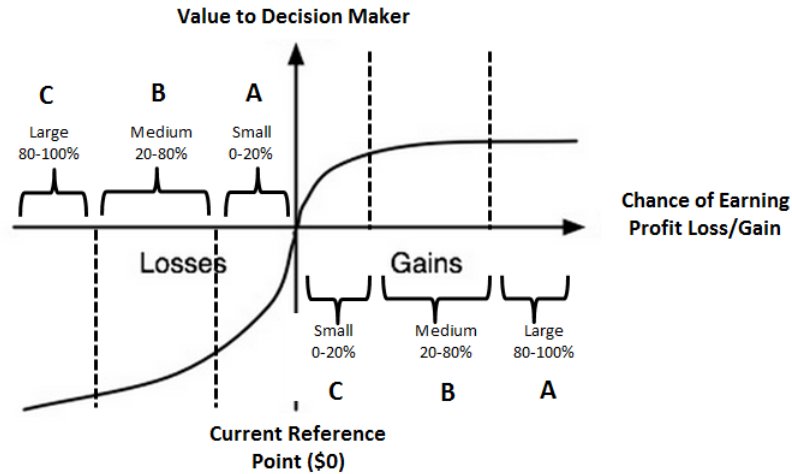 Value to Decision Maker
C
B
A
Large
80-100%
Medium
20-80%
Small
0-20%
Chance of Earning
Profit Loss/Gain
Losses
Gains
Small
0-20%
Medium
20-80%
Large
80-100%
C
B
A
Current Reference
Point ($0)